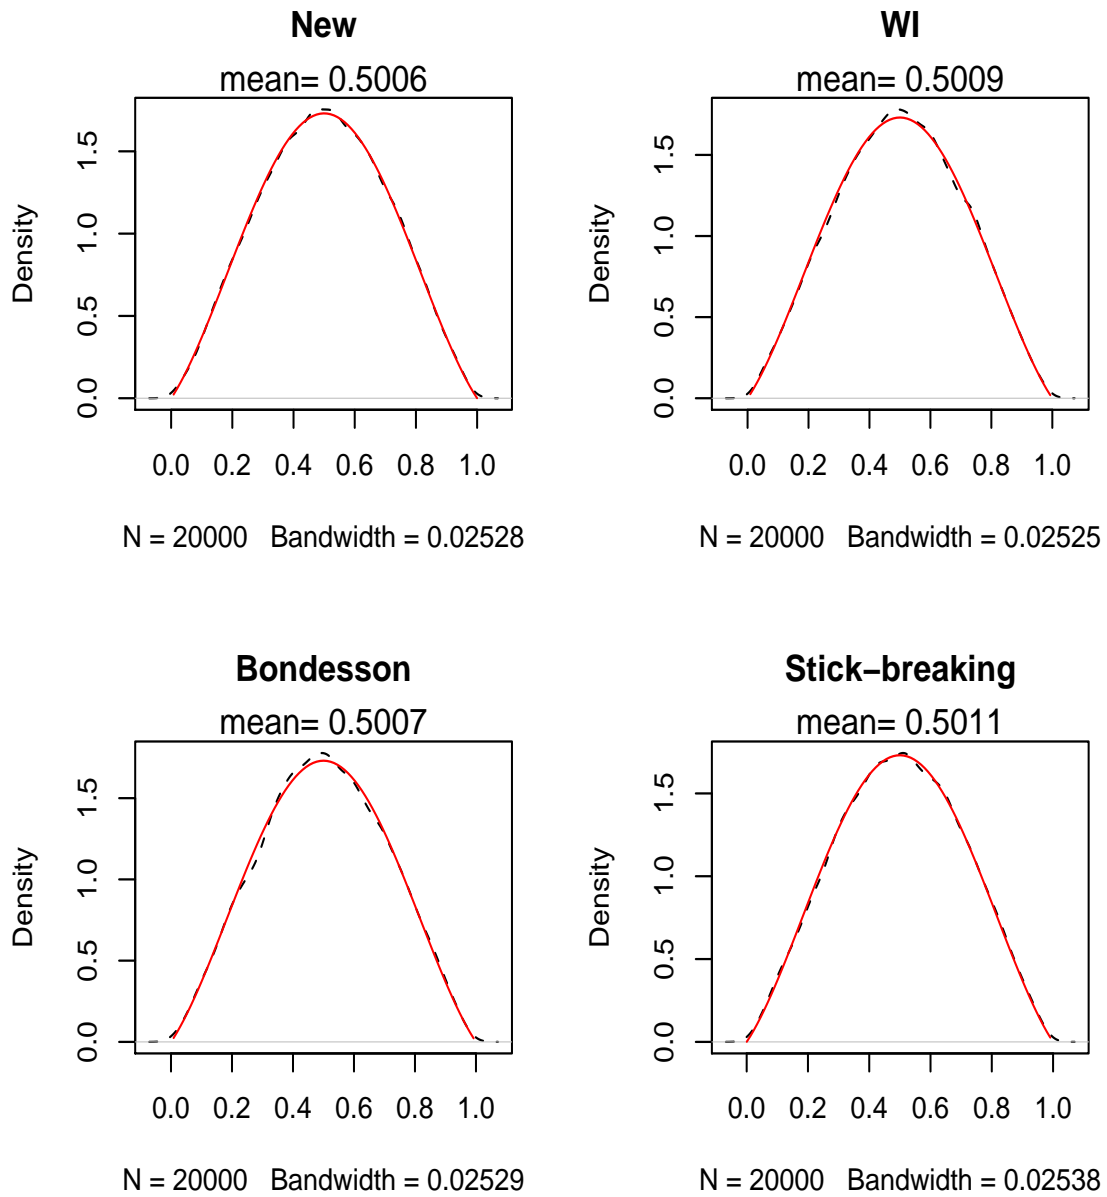 New
mean= 0.5006
Density
0.0 0.5 1.0 1.5
0.0 0.2 0.4 0.6 0.8 1.0
N = 20000 Bandwidth = 0.02528
WI
mean= 0.5009
Density
0.0 0.5 1.0 1.5
0.0 0.2 0.4 0.6 0.8 1.0
N = 20000 Bandwidth = 0.02525
Bondesson
mean= 0.5007
Density
0.0 0.5 1.0 1.5
0.0 0.2 0.4 0.6 0.8 1.0
N = 20000 Bandwidth = 0.02529
Stick−breaking
mean= 0.5011
Density
0.0 0.5 1.0 1.5
0.0 0.2 0.4 0.6 0.8 1.0
N = 20000 Bandwidth = 0.02538